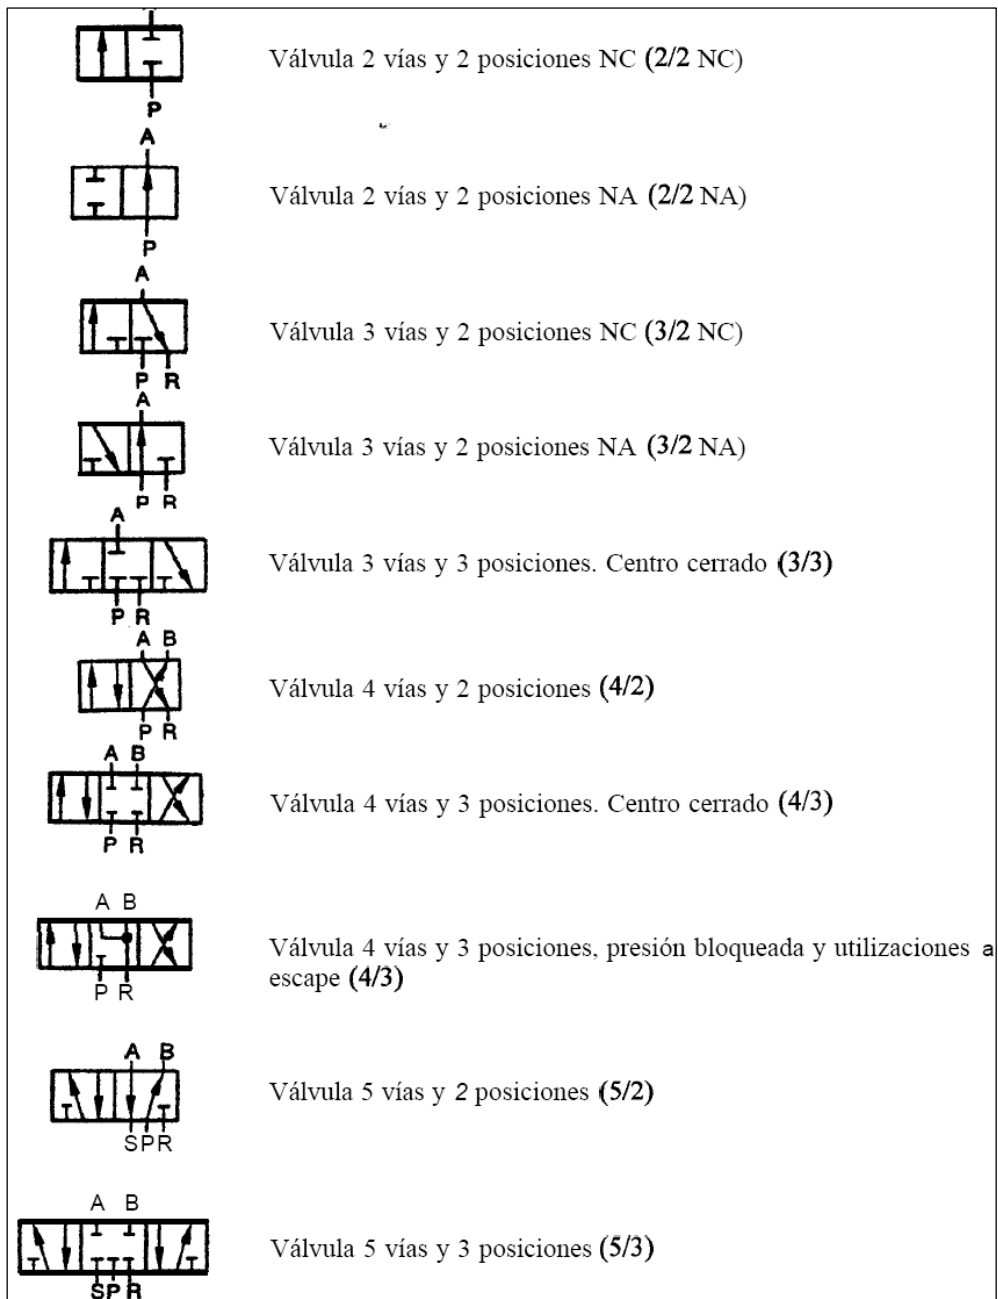 Válvula 2 vías y 2 posiciones NC (2/2 NC)
P
A
Válvula 2 vías y 2 posiciones NA (2/2 NA)
P
A
Válvula 3 vías y 2 posiciones NC (3/2 NC)
P R
A
Válvula 3 vías y 2 posiciones NA (3/2 NA)
P R
A
Válvula 3 vías y 3 posiciones. Centro cerrado (3/3)
P R
A B
Válvula 4 vías y 2 posiciones (4/2)
P R
A B
Válvula 4 vías y 3 posiciones. Centro cerrado (4/3)
P R
A B
Válvula 4 vías y 3 posiciones, presión bloqueada y utilizaciones a
escape (4/3)
P R
A B
Válvula 5 vías y 2 posiciones (5/2)
SPR
A B
Válvula 5 vías y 3 posiciones (5/3)
SPR